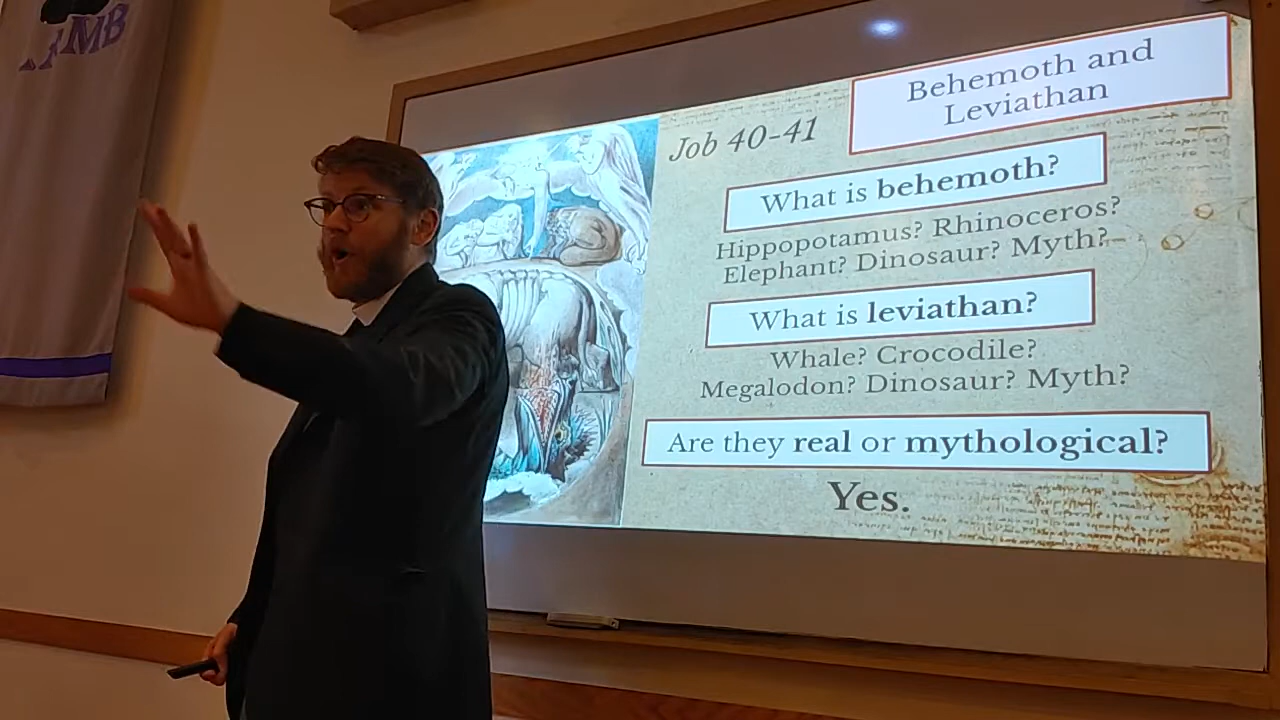 MB
Behemoth and
Leviathan
Job 40-41
What is behemoth?
Hippopotamus? Rhinoceros?
Elephant? Dinosaur? Myth?
What is leviathan?
Whale? Crocodile?
Megalodon? Dinosaur? Myth?
Are they real or mythological?
Yes.